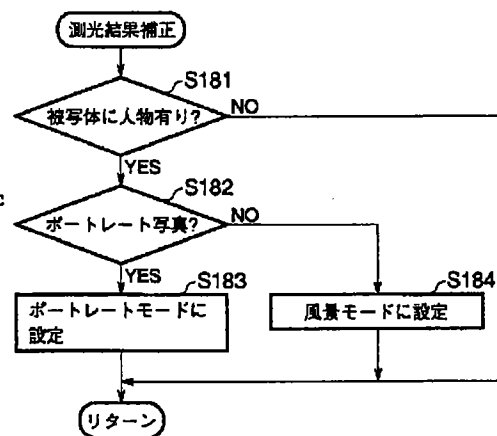 測光結果補正
S181
被写体に人物有り?
NO
YES
S182
ポートレート写真?
NO
YES
S183
ポートレートモードに
設定
S184
風景モードに設定
リターン